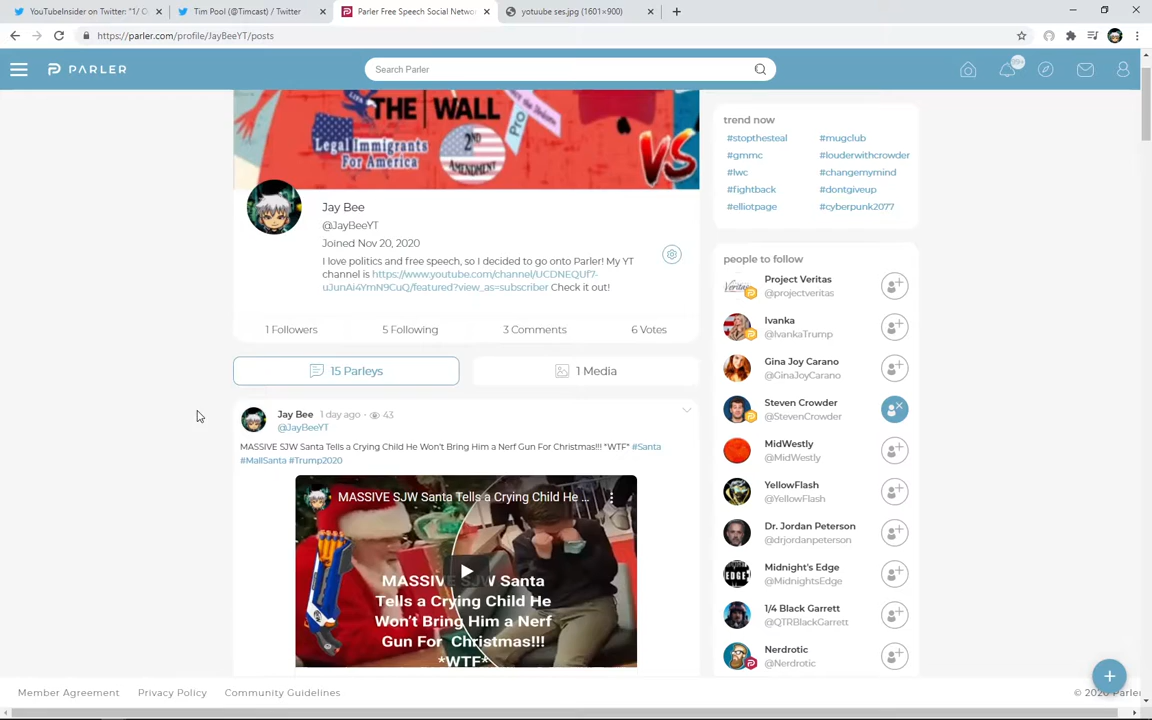 YouTubeInsider on Twitter: "1/ C
Tim Pool (@Timcast) / Twitter
Parler Free Speech Social Netwo
yotuube ses.jpg (1601×900)
https://parler.com/profile/JayBeeYT/posts
PARLER
Search Parler
THE WALL
Pro
Legal Immigrants
For America
2ND
AMENDMENT
VS
Jay Bee
@JayBeeYT
Joined Nov 20, 2020
I love politics and free speech, so I decided to go onto Parler! My YT
channel is https://www.youtube.com/channel/UCDNEQUf7-
uJunAi4YmN9CuQ/featured?view_as=subscriber Check it out!
1 Followers 5 Following 3 Comments 6 Votes
15 Parleys 1 Media
Jay Bee 1 day ago · 43
@JayBeeYT
MASSIVE SJW Santa Tells a Crying Child He Won't Bring Him a Nerf Gun For Christmas!!! *WTF* #Santa
#MallSanta #Trump2020
MASSIVE SJW Santa Tells a Crying Child He ...
MASSIVE SJW Santa
Tells a Crying Child He
Won't Bring Him a Nerf
Gun For Christmas!!!
*WTF*
trend now
#stopthesteal #mugclub
#gmmc #louderwithcrowder
#lwc #changemymind
#fightback #dontgiveup
#elliotpage #cyberpunk2077
people to follow
Project Veritas
@projectveritas
Ivanka
@IvankaTrump
Gina Joy Carano
@GinaJoyCarano
Steven Crowder
@StevenCrowder
MidWestly
@MidWestly
YellowFlash
@YellowFlash
Dr. Jordan Peterson
@drjordanpeterson
Midnight's Edge
@MidnightsEdge
1/4 Black Garrett
@QTRBlackGarrett
Nerdrotic
@Nerdrotic
Member Agreement Privacy Policy Community Guidelines
© 2020 Parler